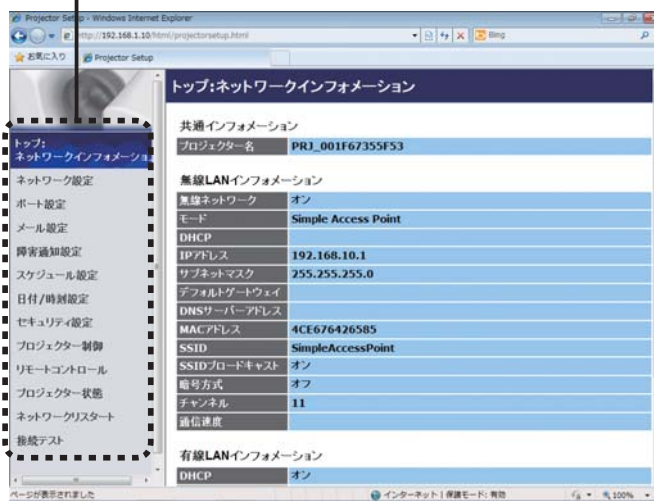 Projector Setup - Windows Internet Explorer
http://192.168.1.10/html/projectorsetup.html
Bing
お気に入り
Projector Setup
トップ:
ネットワークインフォメーション
ネットワーク設定
ポート設定
メール設定
障害通知設定
スケジュール設定
日付/時刻設定
セキュリティ設定
プロジェクター制御
リモートコントロール
プロジェクター状態
ネットワークリスタート
接続テスト
トップ:ネットワークインフォメーション
共通インフォメーション
プロジェクター名 PRJ_001F67355F53
無線LANインフォメーション
無線ネットワーク オン
モード Simple Access Point
DHCP
IPアドレス 192.168.10.1
サブネットマスク 255.255.255.0
デフォルトゲートウェイ
DNSサーバーアドレス
MACアドレス 4CE676426585
SSID SimpleAccessPoint
SSIDブロードキャスト オン
暗号方式 オフ
チャンネル 11
通信速度
有線LANインフォメーション
DHCP オン
ページが表示されました
インターネット | 保護モード: 有効
100%